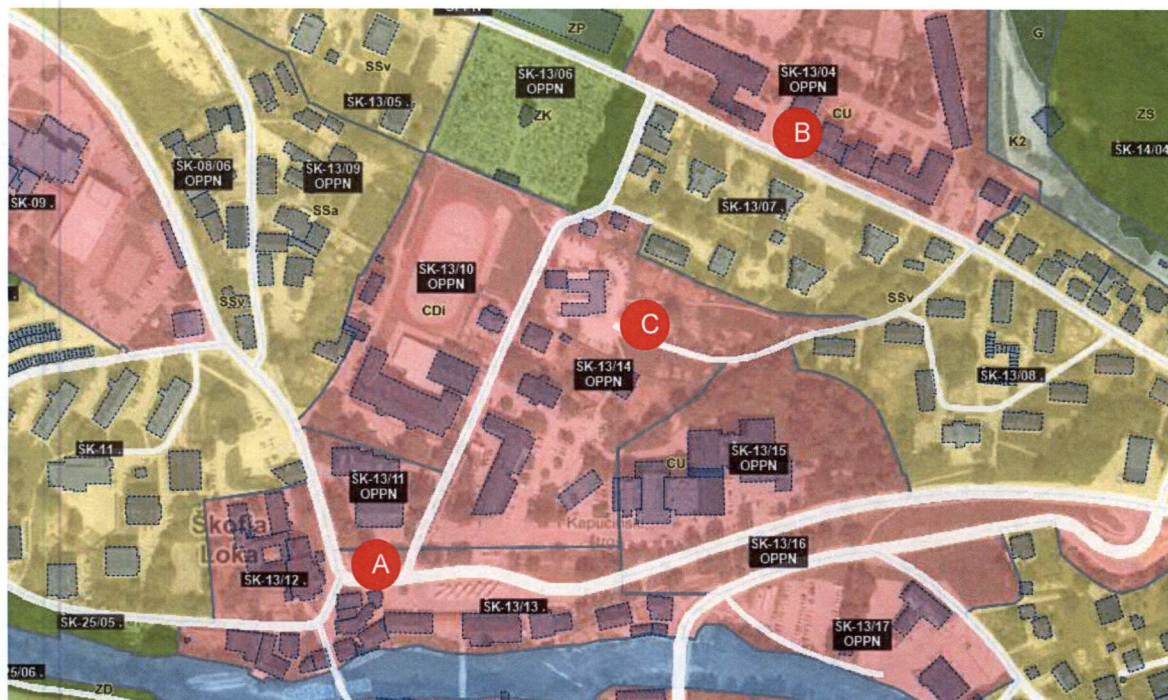 OPPN
ZP
SSv
SK-13/05 .
SK-13/06
OPPN
ZK
SK-13/04
OPPN
CU
B
G
K2
ZS
SK-14/04
SK-08/06
OPPN
SK-13/09
OPPN
SSa
SK-09 .
SK-13/07 .
SK-13/10
OPPN
CDi
SSv
SSv
C
SK-13/14
OPPN
SK-13/08 .
SK-11 .
SK-13/11
OPPN
SK-13/15
OPPN
CU
Škofja
Loka
Kapucinski
SK-13/16
OPPN
A
SK-13/12 .
SK-13/13 .
SK-25/05 .
SK-13/17
OPPN
25/06 .
ZD